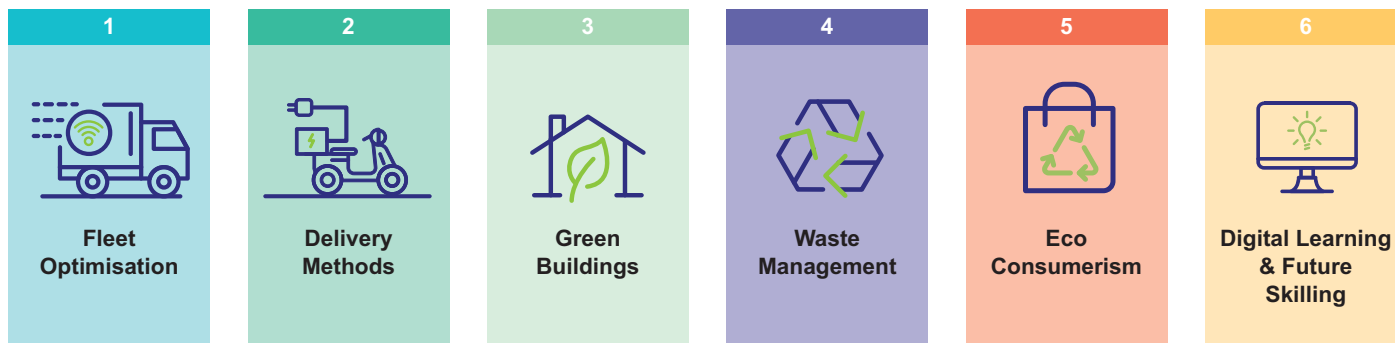 1
Fleet
Optimisation
2
Delivery
Methods
3
Green
Buildings
4
Waste
Management
5
Eco
Consumerism
6
Digital Learning
& Future
Skilling